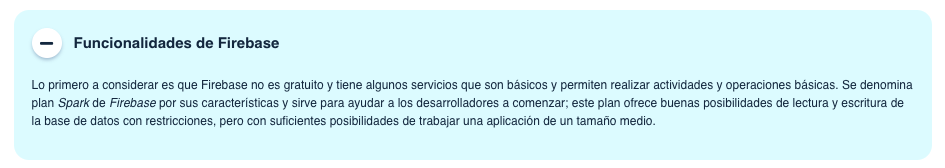 Funcionalidades de Firebase
Lo primero a considerar es que Firebase no es gratuito y tiene algunos servicios que son básicos y permiten realizar actividades y operaciones básicas. Se denomina
plan Spark de Firebase por sus características y sirve para ayudar a los desarrolladores a comenzar; este plan ofrece buenas posibilidades de lectura y escritura de
la base de datos con restricciones, pero con suficientes posibilidades de trabajar una aplicación de un tamaño medio.